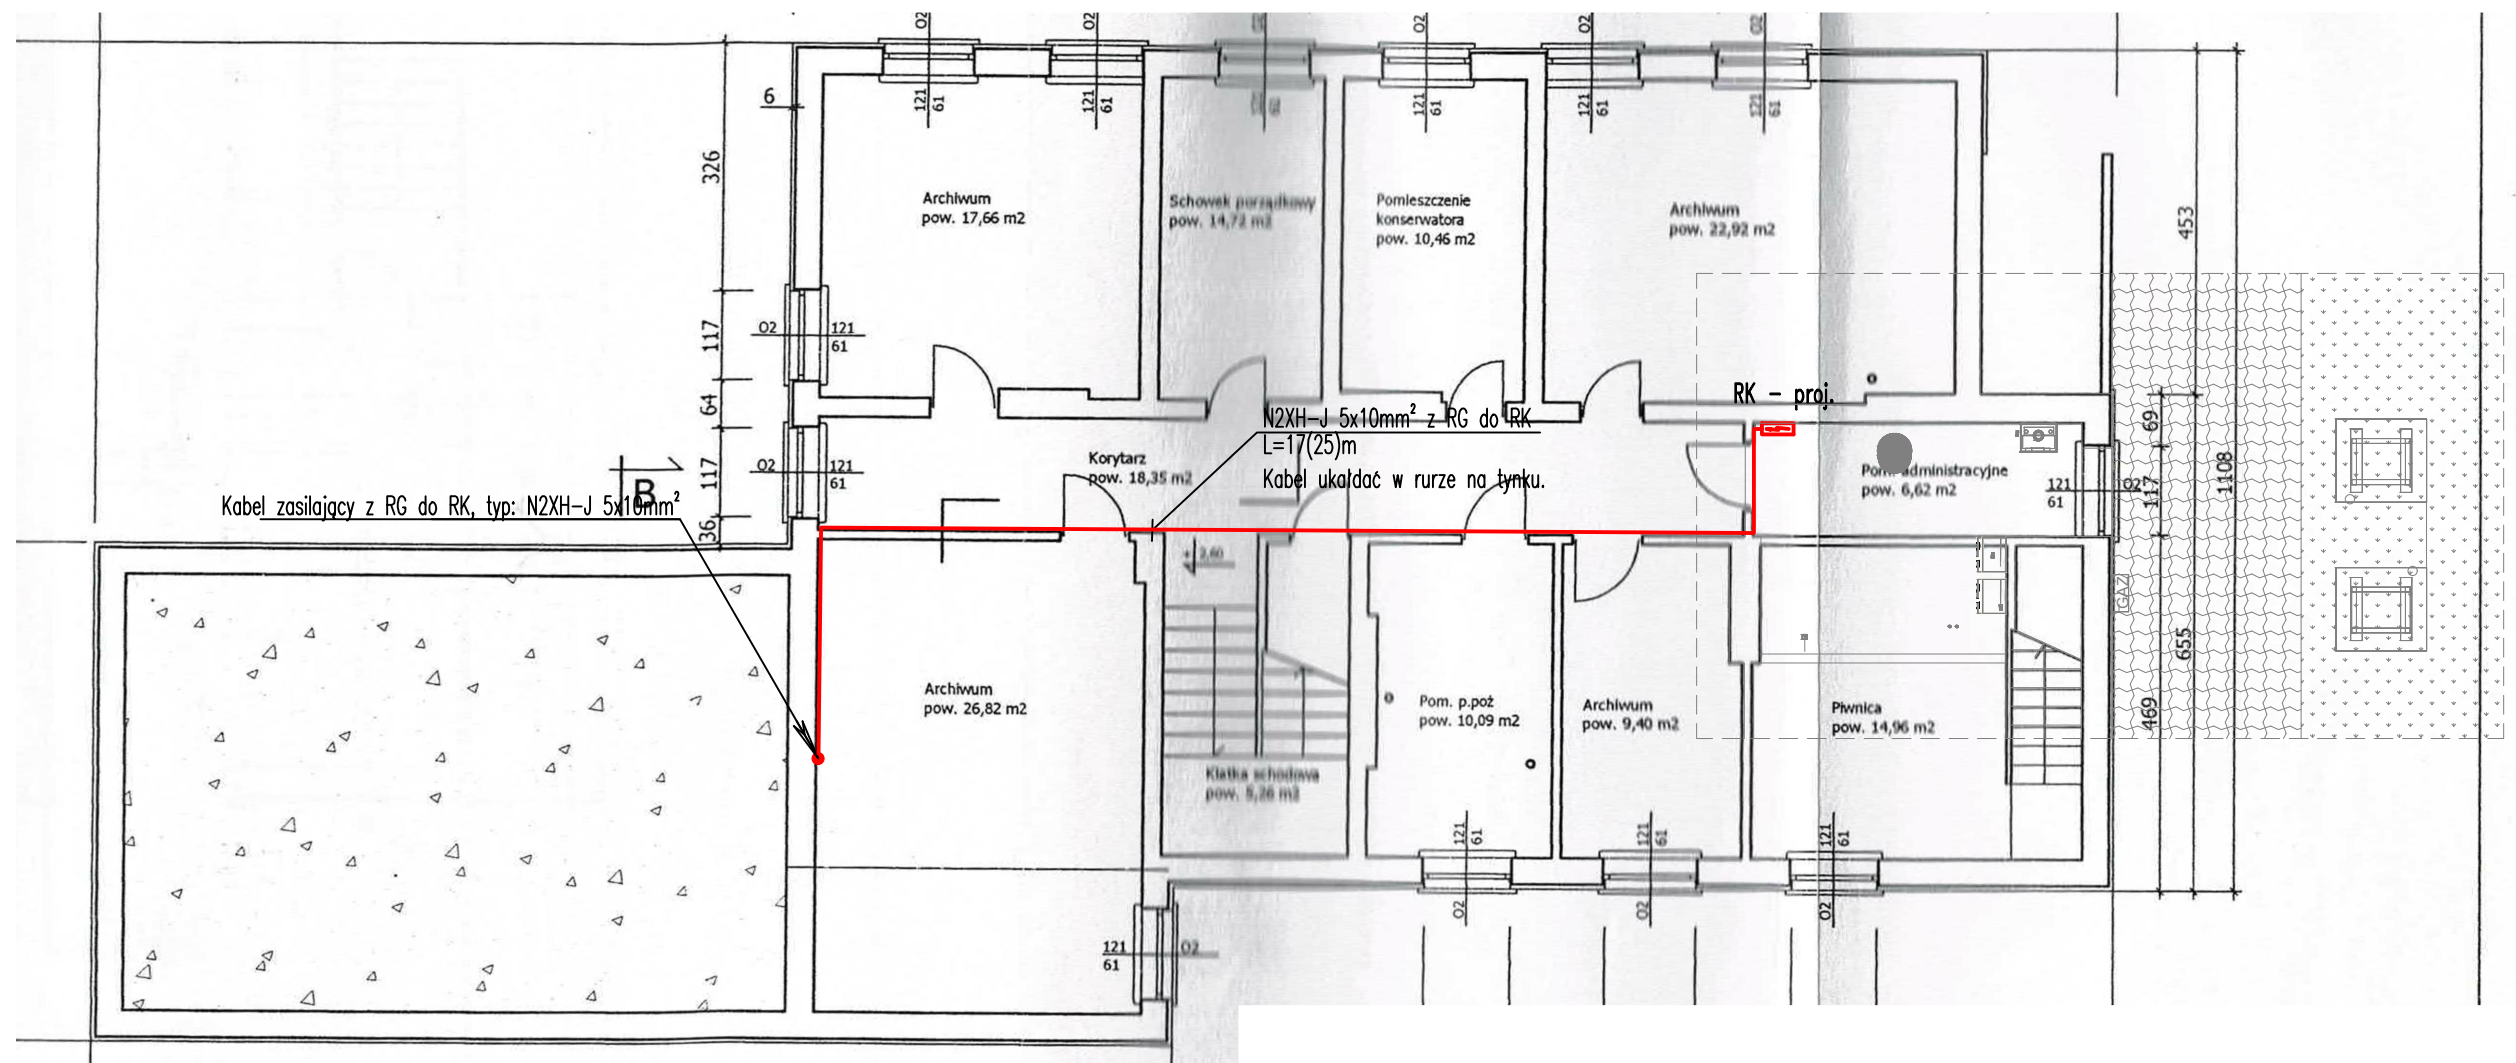 O2
O2
O2
O2
O2
O2
121
61
121
61
121
61
121
61
121
61
121
61
6
326
117
64
117
36
Archiwum
pow. 17,66 m2
Schowek porządkowy
pow. 14,72 m2
Pomieszczenie
konserwatora
pow. 10,46 m2
Archiwum
pow. 22,92 m2
453
O2
121
61
RK - proj.
N2XH-J 5x10mm² z RG do RK
L=17(25)m
Kabel ukałdać w rurze na tynku.
69
117
1108
O2
121
61
Korytarz
pow. 18,35 m2
Pom. administracyjne
pow. 6,62 m2
121
61
O2
B
Kabel zasilający z RG do RK, typ: N2XH-J 5x10mm²
2,60
GAZ
655
469
Archiwum
pow. 26,82 m2
Pom. p.poż
pow. 10,09 m2
Archiwum
pow. 9,40 m2
Piwnica
pow. 14,96 m2
Klatka schodowa
pow. 5,26 m2
121
61
121
61
121
61
O2
O2
O2
121
61
O2